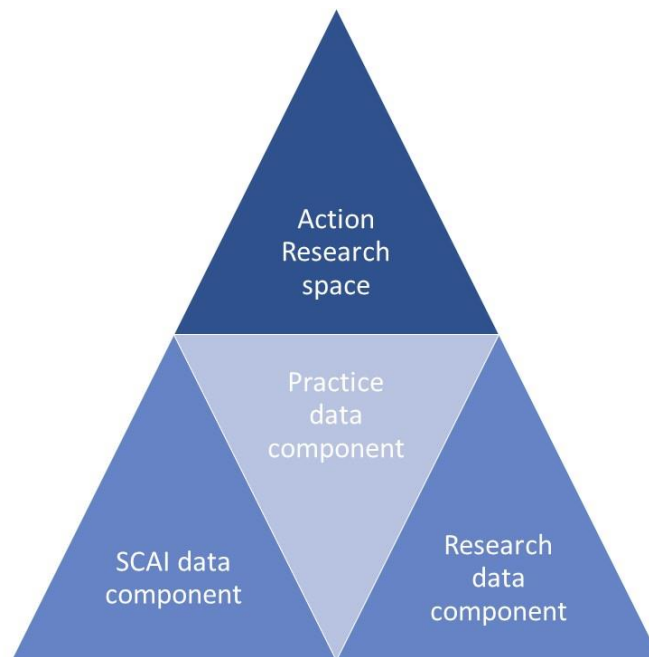 Action
Research
space
Practice
data
component
SCAI data
component
Research
data
component